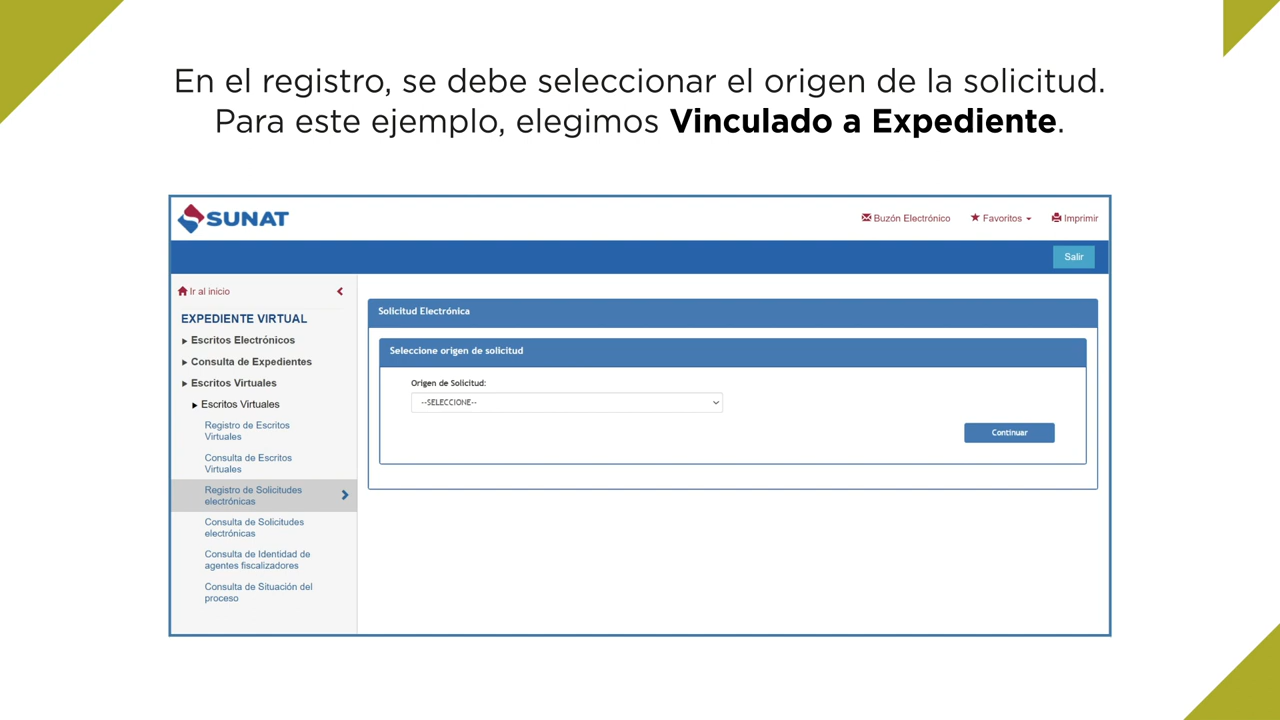 En el registro, se debe seleccionar el origen de la solicitud.
Para este ejemplo, elegimos Vinculado a Expediente.
SUNAT
Buzón Electrónico
Favoritos
Imprimir
Salir
Ir al inicio
EXPEDIENTE VIRTUAL
Escritos Electrónicos
Consulta de Expedientes
Escritos Virtuales
Escritos Virtuales
Registro de Escritos
Virtuales
Consulta de Escritos
Virtuales
Registro de Solicitudes
electrónicas
Consulta de Solicitudes
electrónicas
Consulta de Identidad de
agentes fiscalizadores
Consulta de Situación del
proceso
Solicitud Electrónica
Seleccione origen de solicitud
Origen de Solicitud:
--SELECCIONE--
Continuar